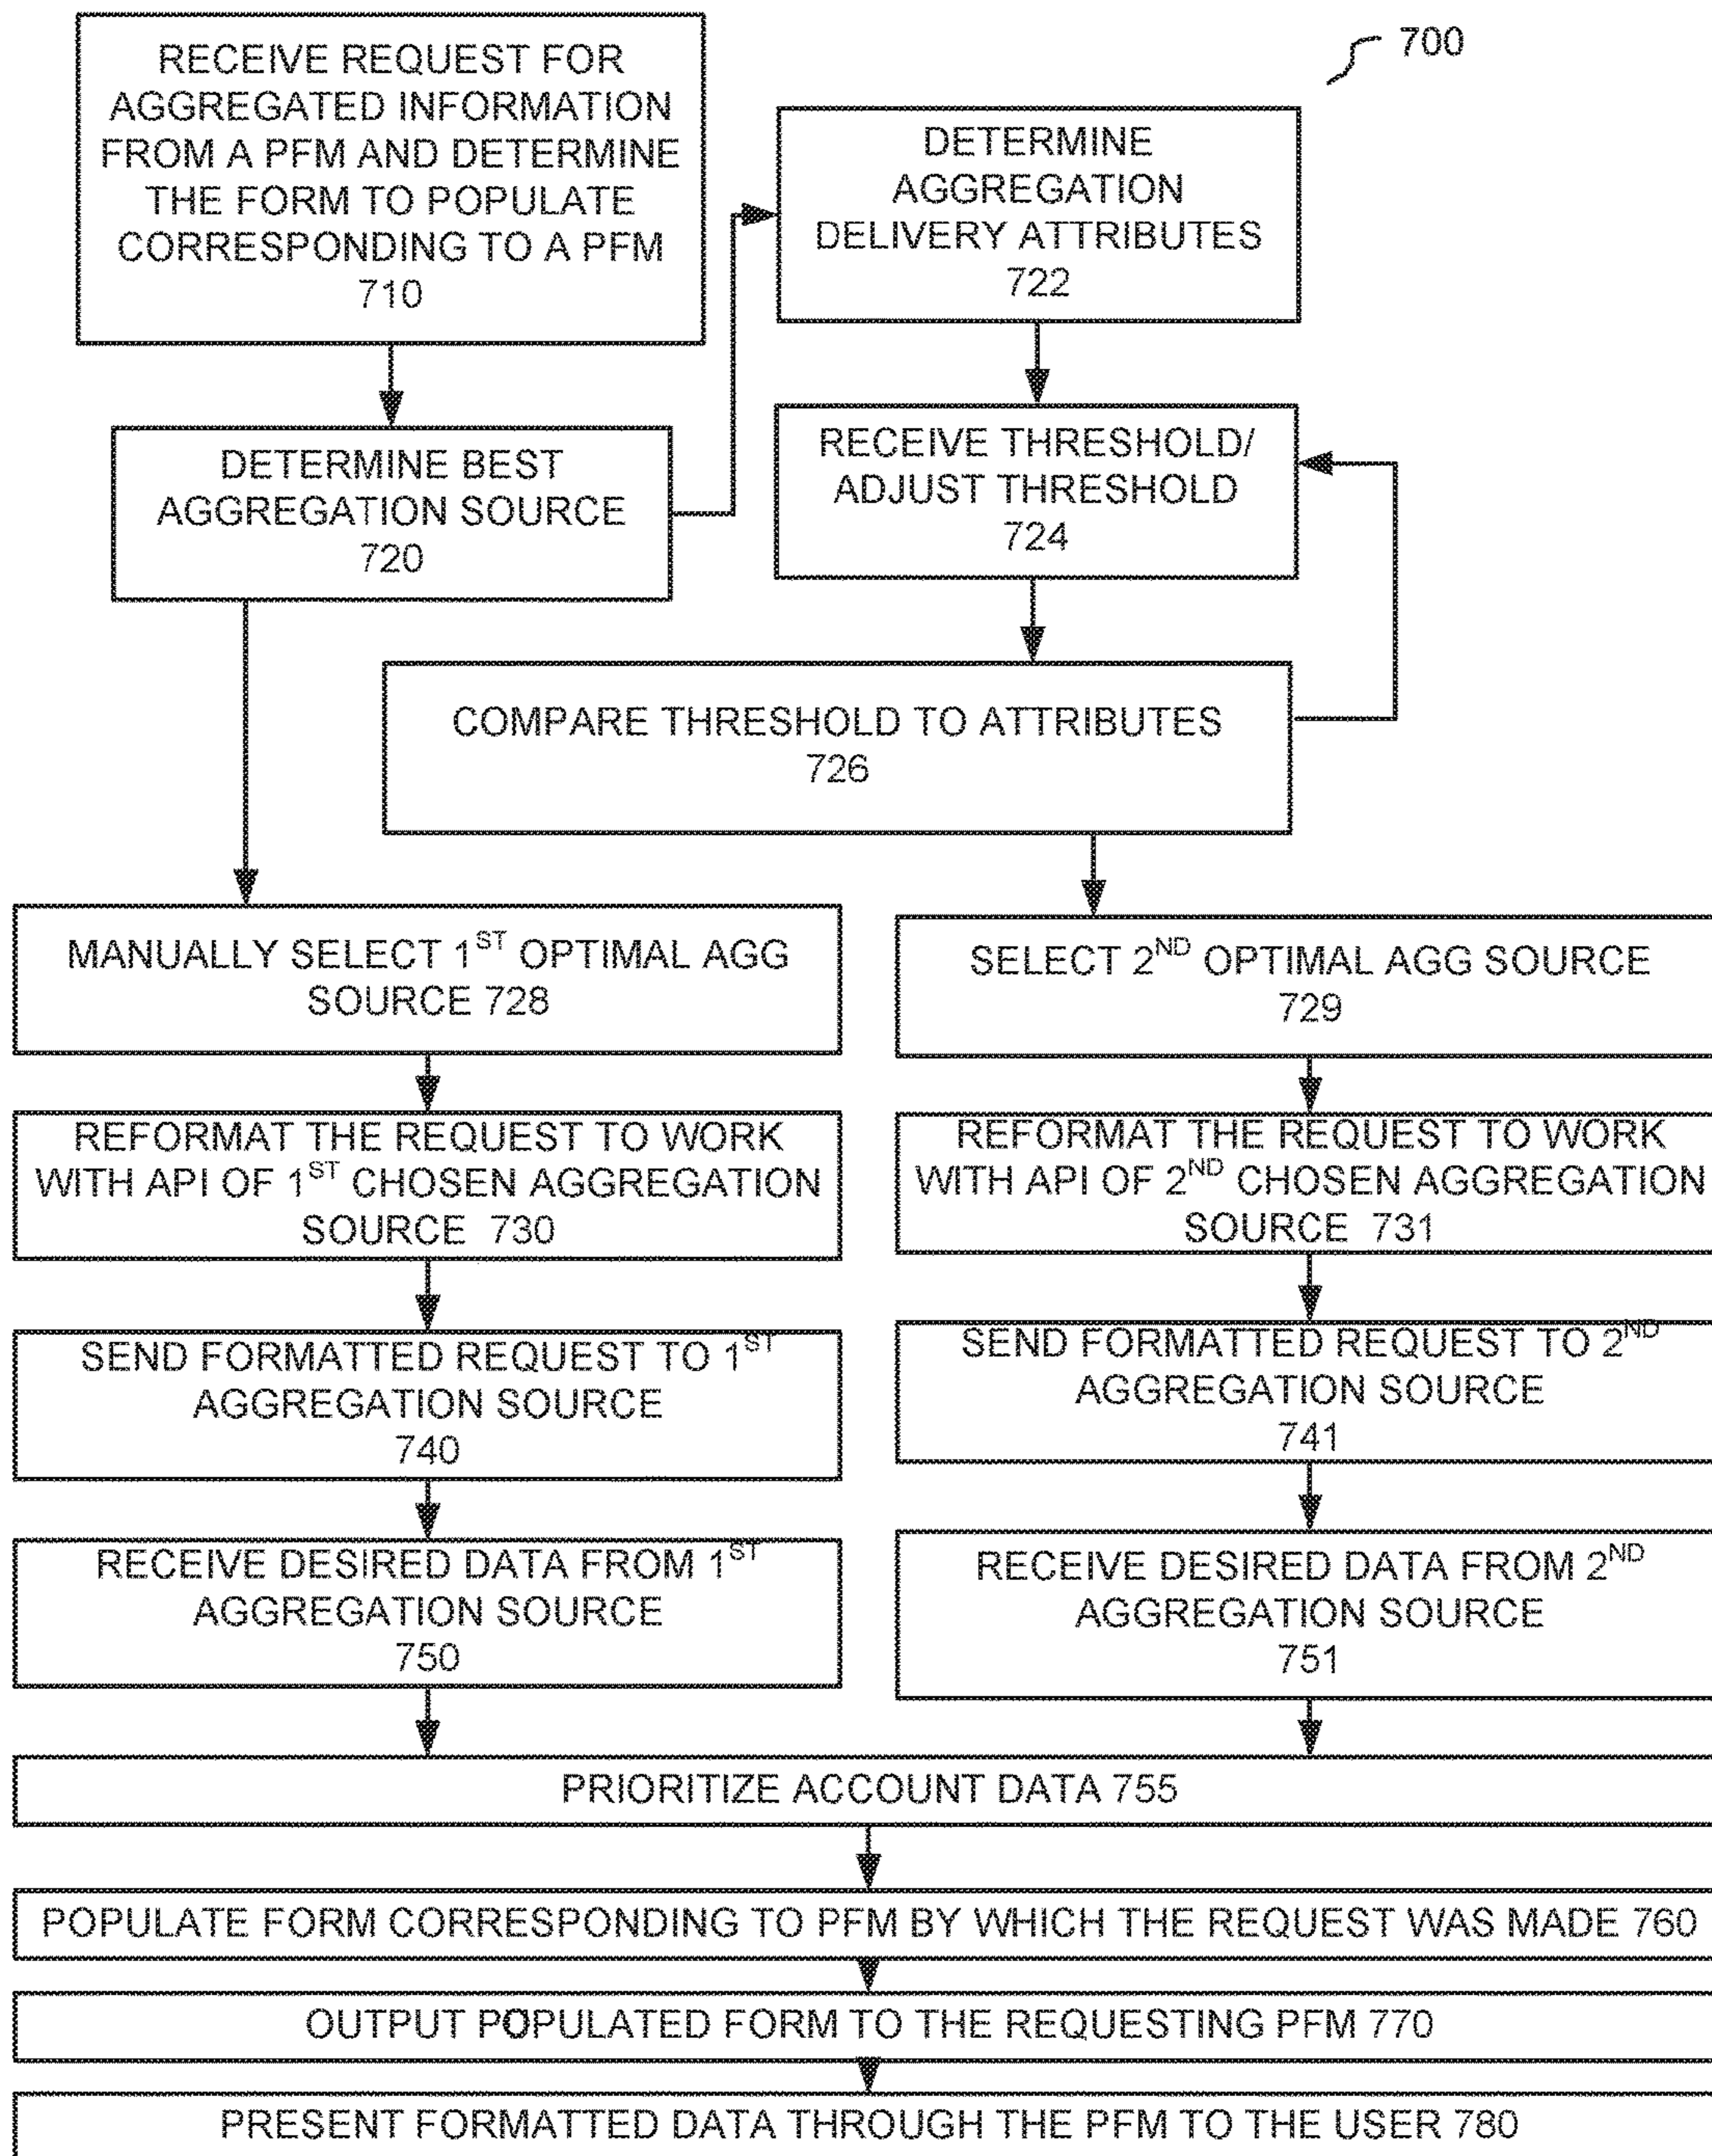 700
RECEIVE REQUEST FOR
AGGREGATED INFORMATION
FROM A PFM AND DETERMINE
THE FORM TO POPULATE
CORRESPONDING TO A PFM
710
DETERMINE
AGGREGATION
DELIVERY ATTRIBUTES
722
DETERMINE BEST
AGGREGATION SOURCE
720
RECEIVE THRESHOLD/
ADJUST THRESHOLD
724
COMPARE THRESHOLD TO ATTRIBUTES
726
MANUALLY SELECT 1ST OPTIMAL AGG
SOURCE 728
SELECT 2ND OPTIMAL AGG SOURCE
729
REFORMAT THE REQUEST TO WORK
WITH API OF 1ST CHOSEN AGGREGATION
SOURCE 730
REFORMAT THE REQUEST TO WORK
WITH API OF 2ND CHOSEN AGGREGATION
SOURCE 731
SEND FORMATTED REQUEST TO 1ST
AGGREGATION SOURCE
740
SEND FORMATTED REQUEST TO 2ND
AGGREGATION SOURCE
741
RECEIVE DESIRED DATA FROM 1ST
AGGREGATION SOURCE
750
RECEIVE DESIRED DATA FROM 2ND
AGGREGATION SOURCE
751
PRIORITIZE ACCOUNT DATA 755
POPULATE FORM CORRESPONDING TO PFM BY WHICH THE REQUEST WAS MADE 760
OUTPUT POPULATED FORM TO THE REQUESTING PFM 770
PRESENT FORMATTED DATA THROUGH THE PFM TO THE USER 780